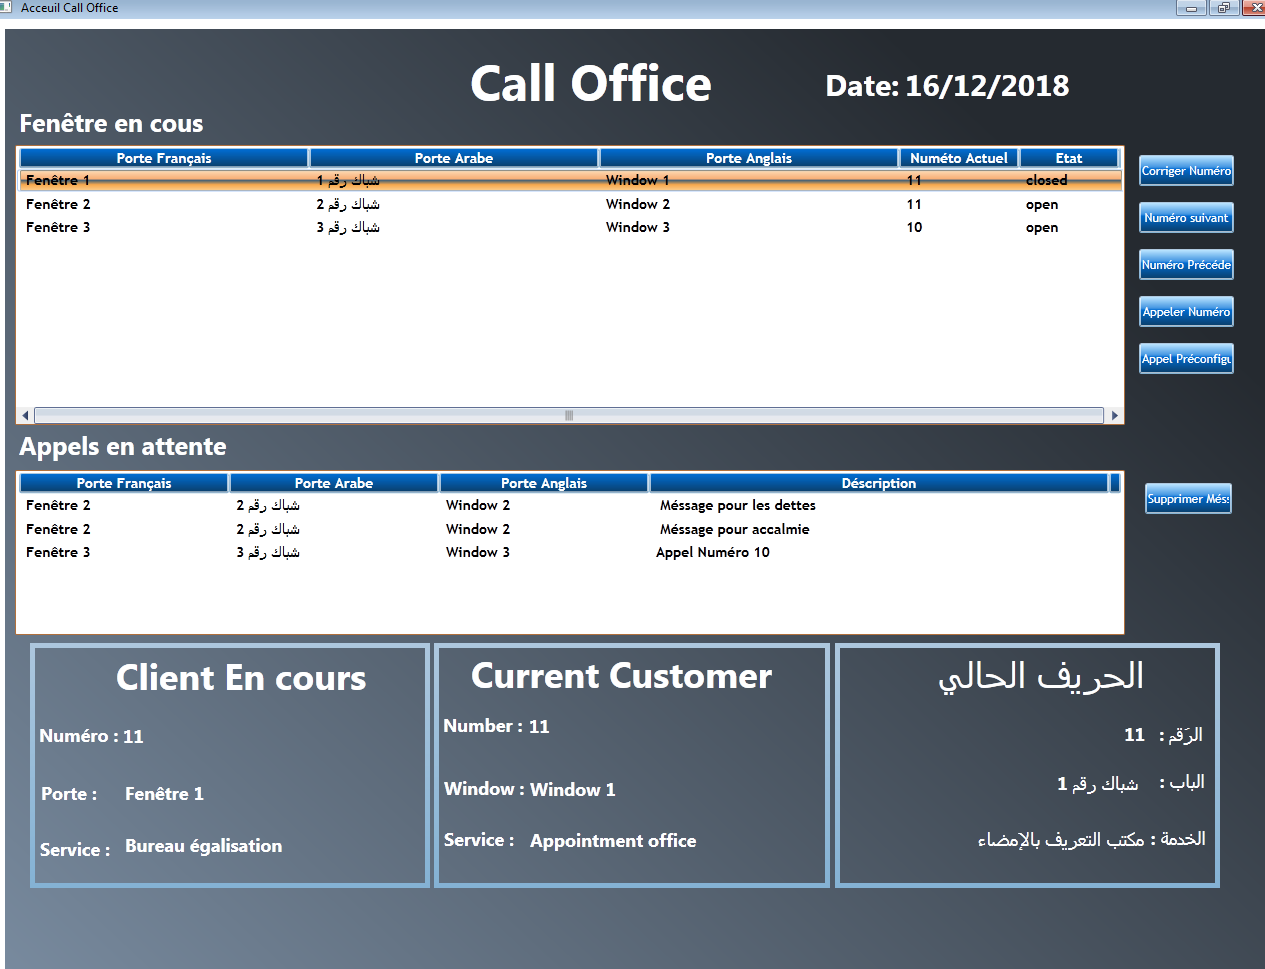 Acceuil Call Office
Call Office
Date: 16/12/2018
Fenêtre en cous
Porte Français Porte Arabe Porte Anglais Numéto Actuel Etat
Fenêtre 1 شباك رقم 1 Window 1 11 closed
Fenêtre 2 شباك رقم 2 Window 2 11 open
Fenêtre 3 شباك رقم 3 Window 3 10 open
Corriger Numéro
Numéro suivant
Numéro Précéde
Appeler Numéro
Appel Préconfigu
Appels en attente
Porte Français Porte Arabe Porte Anglais Déscription
Fenêtre 2 شباك رقم 2 Window 2 Méssage pour les dettes
Fenêtre 2 شباك رقم 2 Window 2 Méssage pour accalmie
Fenêtre 3 شباك رقم 3 Window 3 Appel Numéro 10
Supprimer Més
Client En cours
Numéro : 11
Porte : Fenêtre 1
Service : Bureau égalisation
Current Customer
Number : 11
Window : Window 1
Service : Appointment office
الحريف الحالي
الرَقم : 11
الباب : شباك رقم 1
الخدمة : مكتب التعريف بالإمضاء